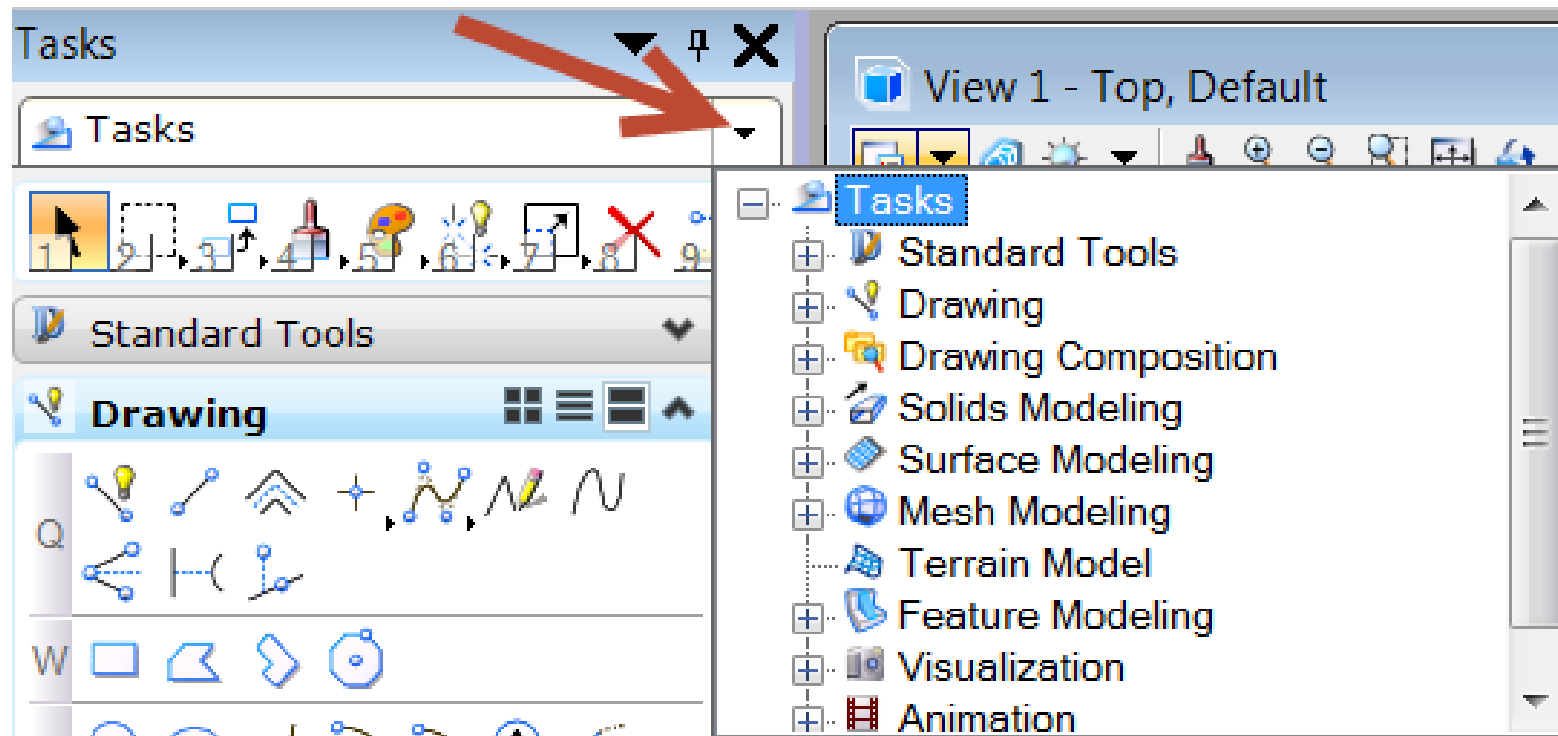 Tasks
View 1 - Top, Default
Tasks
1 2 3 4 5 6 7 8 9
Tasks
Standard Tools
Drawing
Drawing Composition
Solids Modeling
Surface Modeling
Mesh Modeling
Terrain Model
Feature Modeling
Visualization
Animation
Standard Tools
Drawing
Q
W